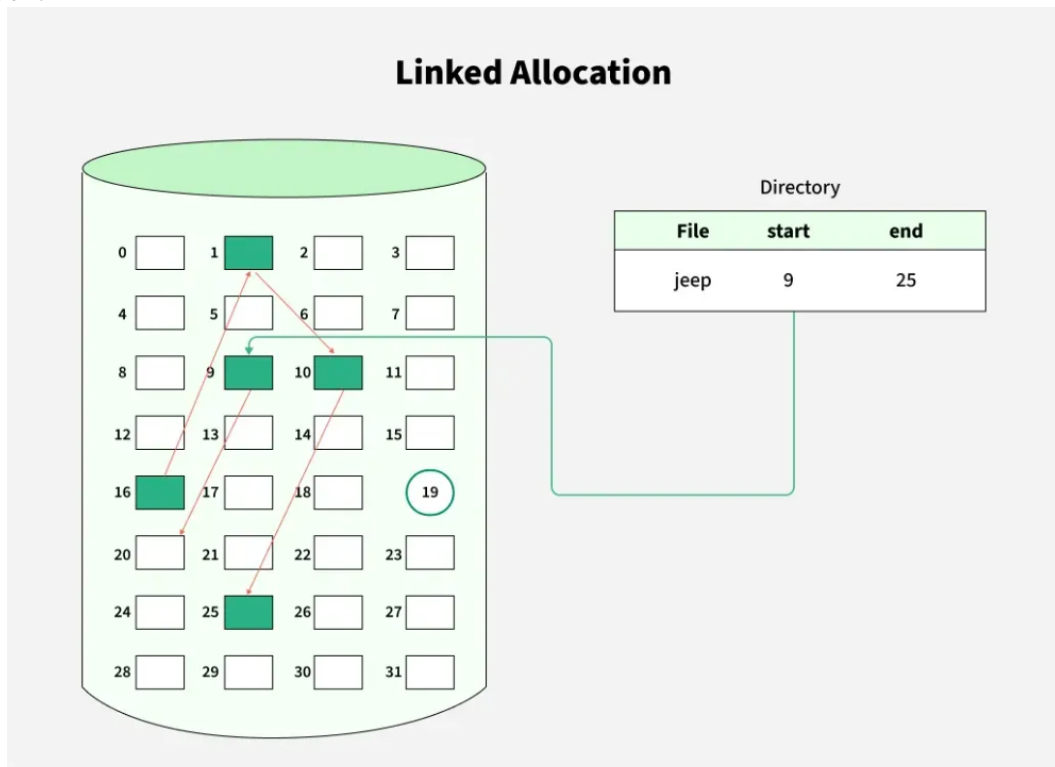 Linked Allocation
Directory
File start end
jeep 9 25
0 1 2 3
4 5 6 7
8 9 10 11
12 13 14 15
16 17 18 19
20 21 22 23
24 25 26 27
28 29 30 31